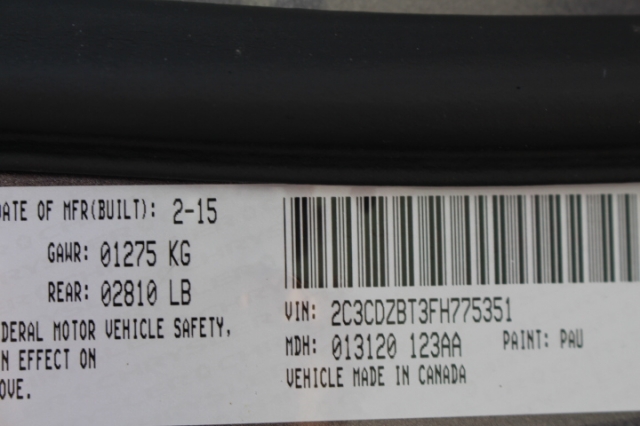 DATE OF MFR(BUILT): 2-15
GAWR: 01275 KG
REAR: 02810 LB
VIN: 2C3CDZBT3FH775351
DERAL MOTOR VEHICLE SAFETY,
MDH: 013120 123AA PAINT: PAU
N EFFECT ON
VEHICLE MADE IN CANADA
OVE.